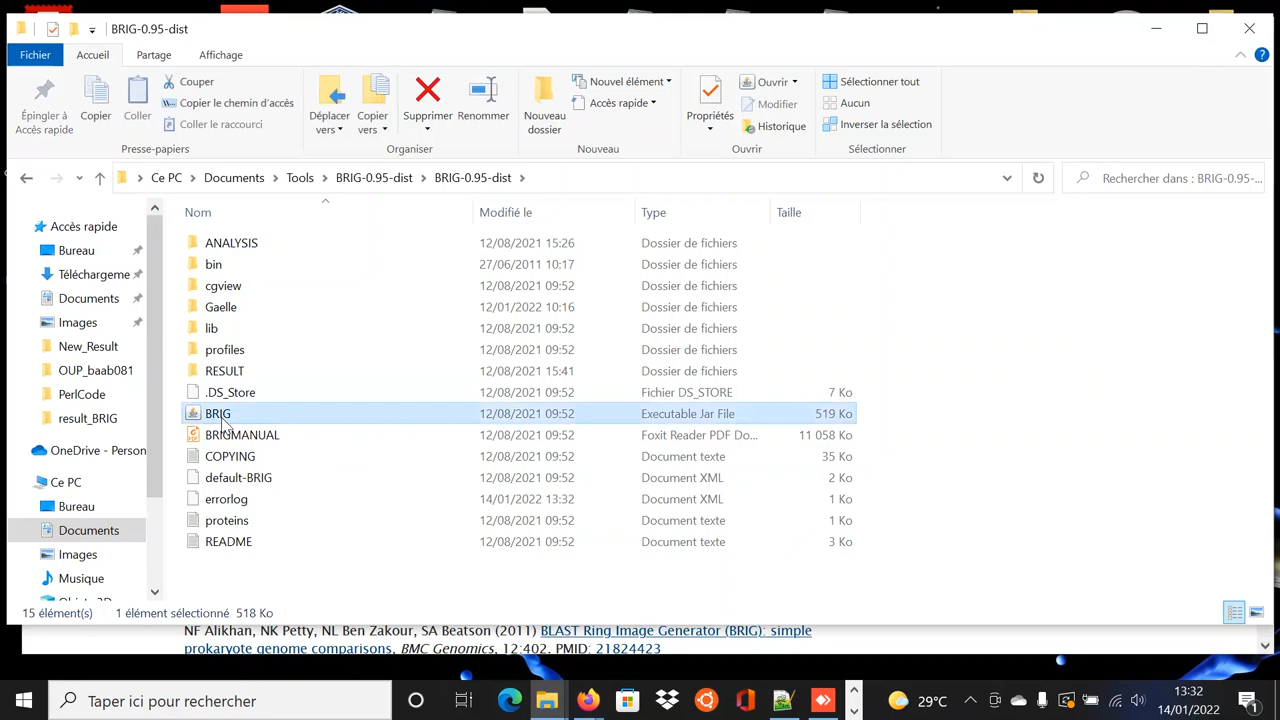 BRIG-0.95-dist
Fichier Accueil Partage Affichage
Épingler à Accès rapide
Copier
Coller
Couper
Copier le chemin d'accès
Coller le raccourci
Déplacer vers
Copier vers
Supprimer
Renommer
Nouveau dossier
Nouvel élément
Accès rapide
Propriétés
Ouvrir
Modifier
Historique
Sélectionner tout
Aucun
Inverser la sélection
Presse-papiers Organiser Nouveau Ouvrir Sélection
Ce PC > Documents > Tools > BRIG-0.95-dist > BRIG-0.95-dist >
Rechercher dans : BRIG-0.95-...
Accès rapide
Bureau
Téléchargeme
Documents
Images
New_Result
OUP_baab081
PerlCode
result_BRIG
OneDrive - Person
Ce PC
Bureau
Documents
Images
Musique
Nom Modifié le Type Taille
ANALYSIS 12/08/2021 15:26 Dossier de fichiers
bin 27/06/2011 10:17 Dossier de fichiers
cgview 12/08/2021 09:52 Dossier de fichiers
Gaelle 12/01/2022 10:16 Dossier de fichiers
lib 12/08/2021 09:52 Dossier de fichiers
profiles 12/08/2021 09:52 Dossier de fichiers
RESULT 12/08/2021 15:41 Dossier de fichiers
.DS_Store 12/08/2021 09:52 Fichier DS_STORE 7 Ko
BRIG 12/08/2021 09:52 Executable Jar File 519 Ko
BRIGMANUAL 12/08/2021 09:52 Foxit Reader PDF Do... 11 058 Ko
COPYING 12/08/2021 09:52 Document texte 35 Ko
default-BRIG 12/08/2021 09:52 Document XML 2 Ko
errorlog 14/01/2022 13:32 Document XML 1 Ko
proteins 12/08/2021 09:52 Document texte 1 Ko
README 12/08/2021 09:52 Document texte 3 Ko
15 élément(s) 1 élément sélectionné 518 Ko
NF Alikhan, NK Petty, NL Ben Zakour, SA Beatson (2011) BLAST Ring Image Generator (BRIG): simple
prokaryote genome comparisons, BMC Genomics, 12:402. PMID: 21824423
Taper ici pour rechercher
29°C
13:32
14/01/2022
1